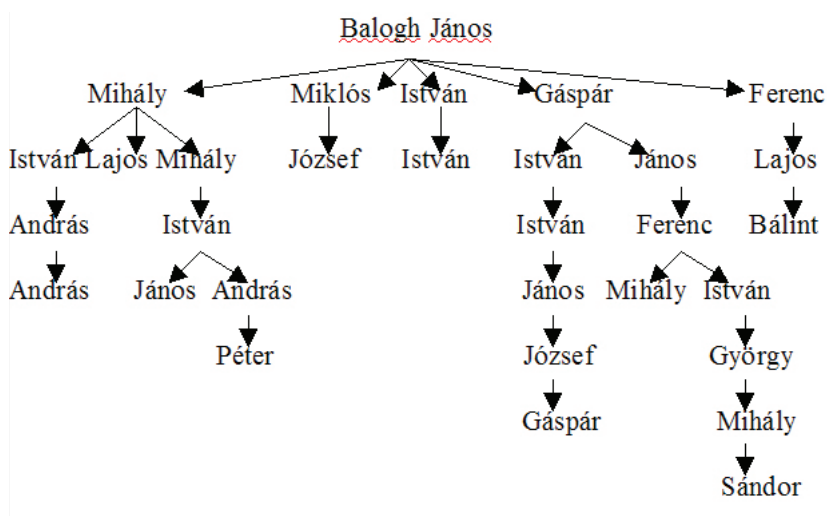 Balogh János
Mihály Miklós István Gáspár Ferenc
István Lajos Mihály József István István János Lajos
András István István Ferenc Bálint
András János András János Mihály István
Péter József György
Gáspár Mihály
Sándor